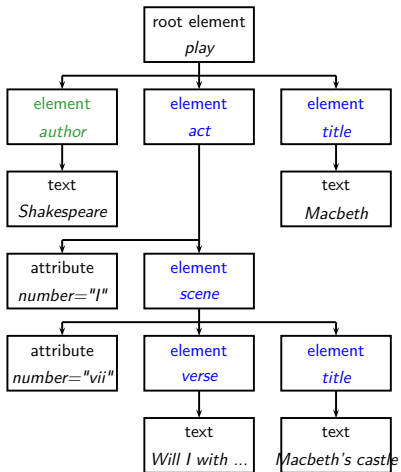 root element
play
element
author
element
act
element
title
text
Shakespeare
text
Macbeth
attribute
number="I"
element
scene
attribute
number="vii"
element
verse
element
title
text
Will I with ...
text
Macbeth's castle